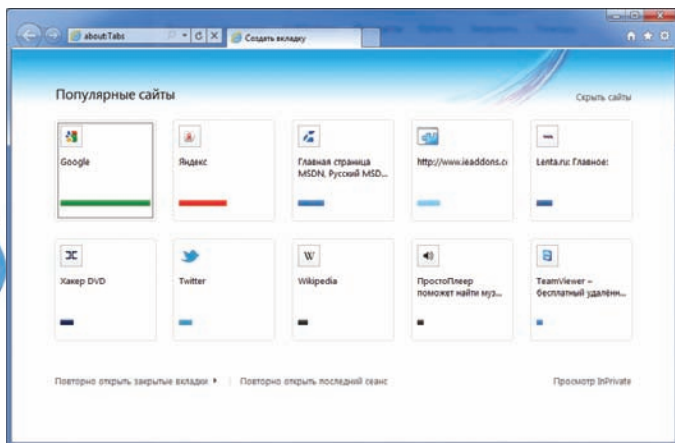 about:Tabs
Создать вкладку
Популярные сайты
Скрыть сайты
Google
Яндекс
Главная страница
MSDN, Русский MSD...
http://www.ieaddons.co
Lenta.ru: Главное:
Хакер DVD
Twitter
W
Wikipedia
ПростоПлеер
поможет найти муз...
TeamViewer –
бесплатный удалённ...
Повторно открыть закрытые вкладки
Повторно открыть последний сеанс
Просмотр InPrivate